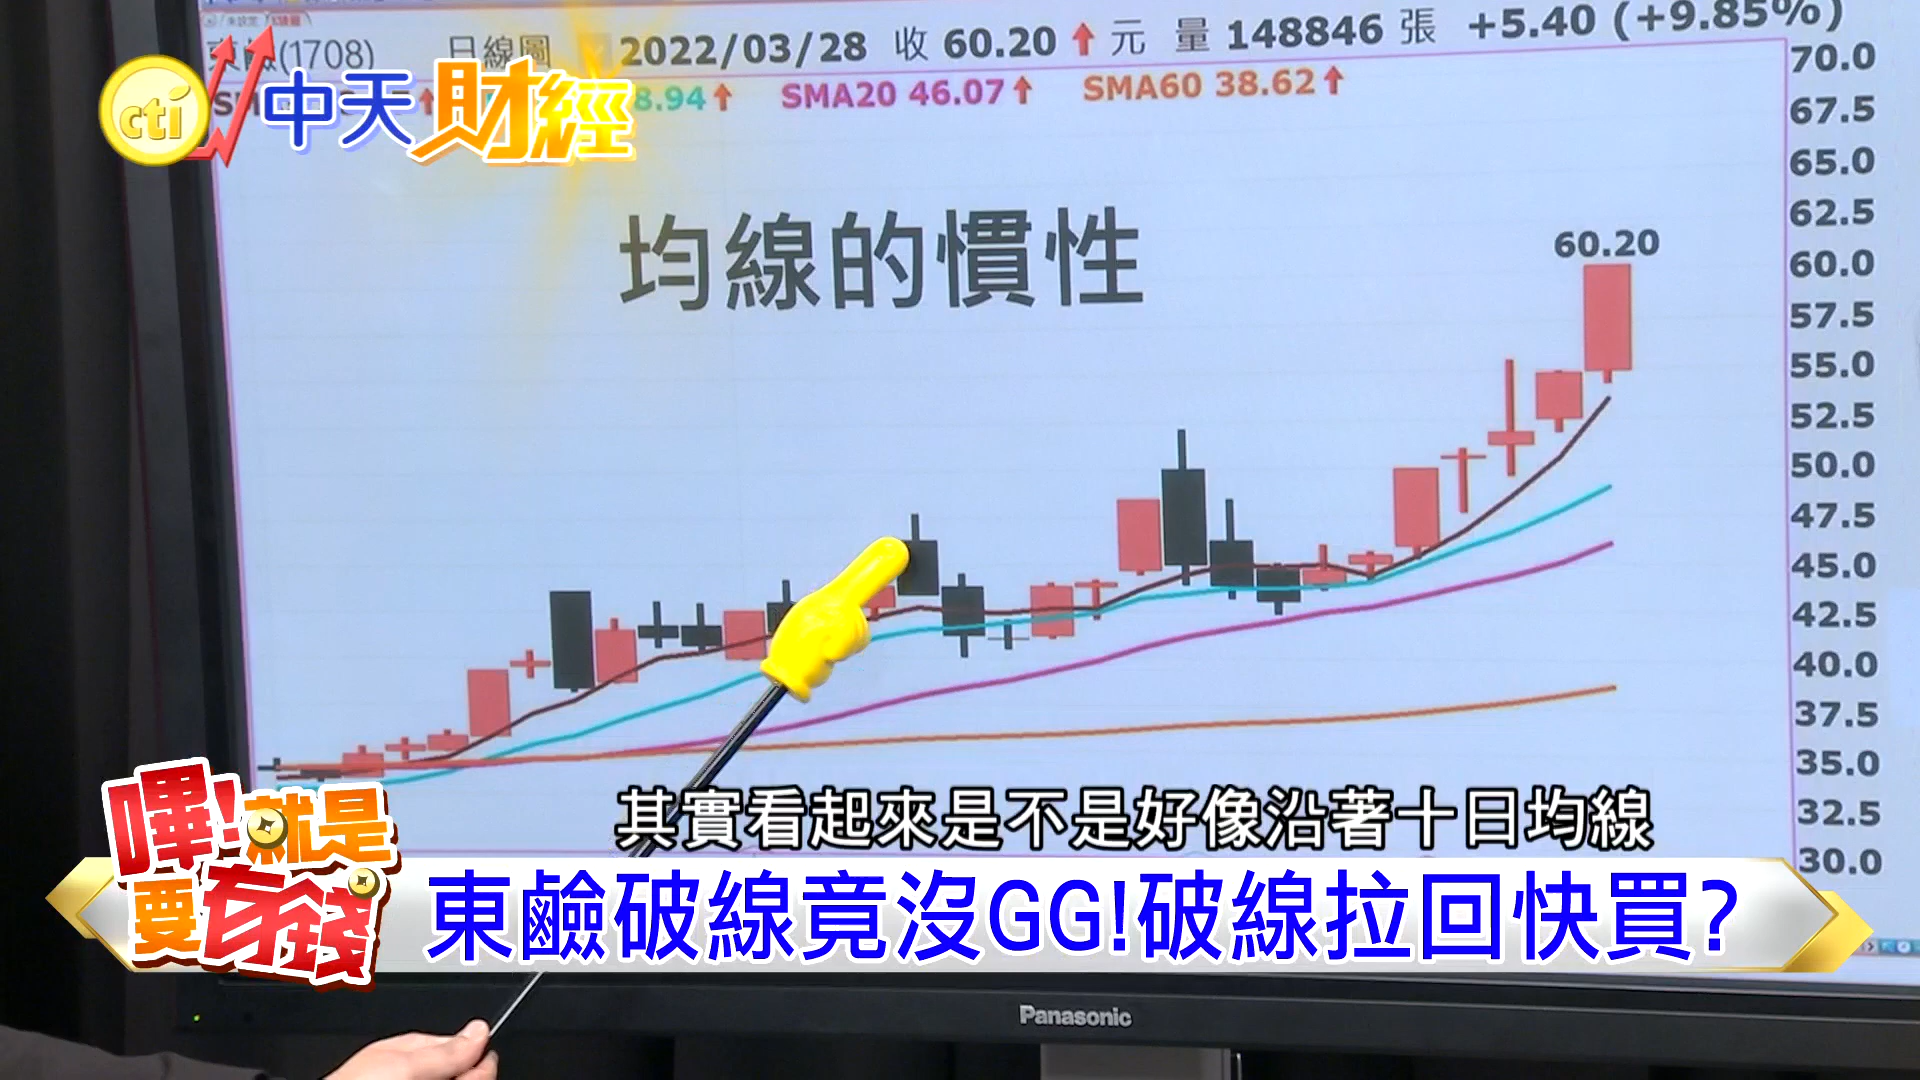 東鹼(1708) 日線圖 2022/03/28 收 60.20↑元 量 148846 張 +5.40 (+9.85%)
8.94↑ SMA20 46.07↑ SMA60 38.62↑
cti 中天財經
均線的慣性
60.20
70.0
67.5
65.0
62.5
60.0
57.5
55.0
52.5
50.0
47.5
45.0
42.5
40.0
37.5
35.0
32.5
30.0
其實看起來是不是好像沿著十日均線
嗶!就是
要有錢
東鹼破線竟沒GG!破線拉回快買?
Panasonic